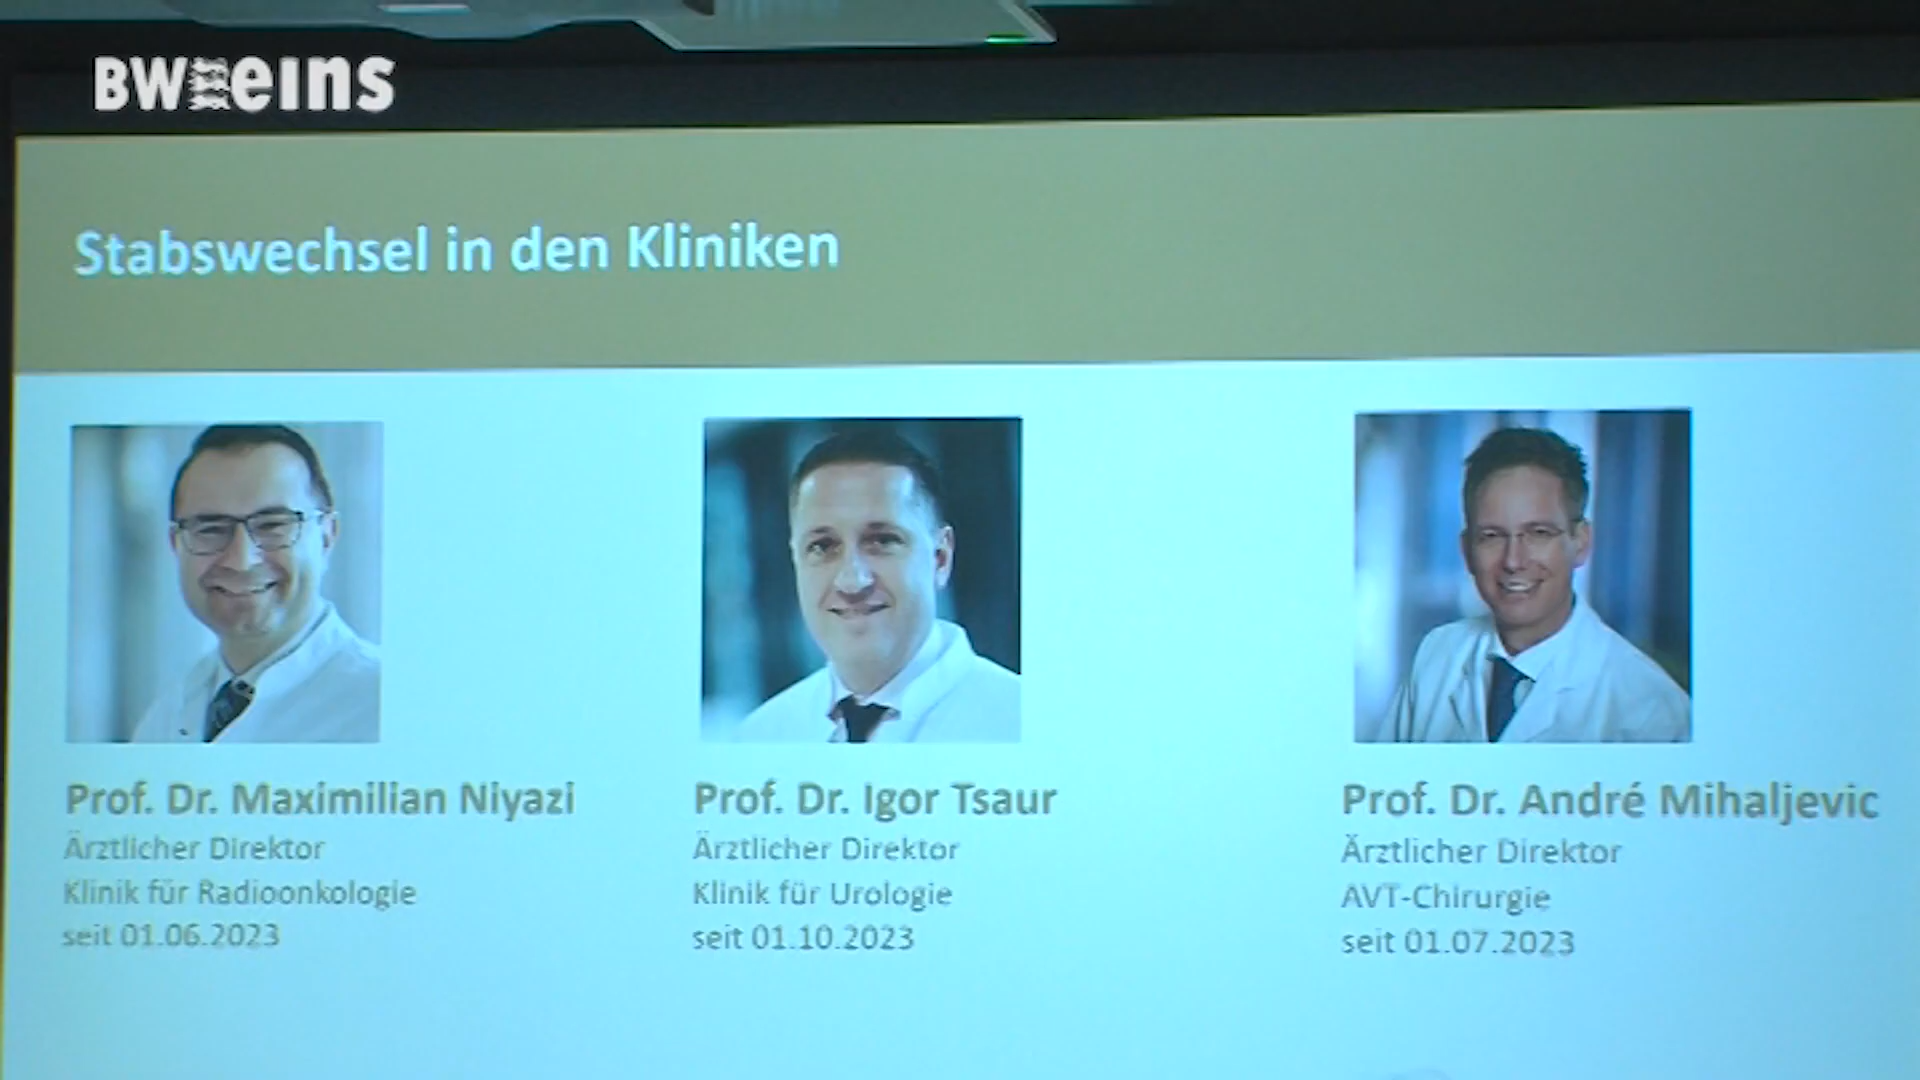 BW eins
Stabswechsel in den Kliniken
Prof. Dr. Maximilian Niyazi
Ärztlicher Direktor
Klinik für Radioonkologie
seit 01.06.2023
Prof. Dr. Igor Tsaur
Ärztlicher Direktor
Klinik für Urologie
seit 01.10.2023
Prof. Dr. André Mihaljevic
Ärztlicher Direktor
AVT-Chirurgie
seit 01.07.2023